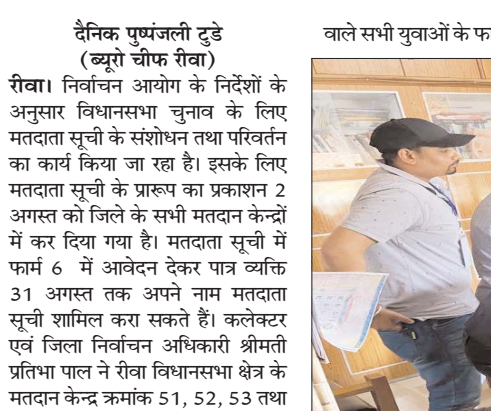 दैनिक पुष्पंजली टुडे
(ब्यूरो चीफ रीवा)
रीवा। निर्वाचन आयोग के निर्देशों के
अनुसार विधानसभा चुनाव के लिए
मतदाता सूची के संशोधन तथा परिवर्तन
का कार्य किया जा रहा है। इसके लिए
मतदाता सूची के प्रारूप का प्रकाशन 2
अगस्त को जिले के सभी मतदान केन्द्रों
में कर दिया गया है। मतदाता सूची में
फार्म 6 में आवेदन देकर पात्र व्यक्ति
31 अगस्त तक अपने नाम मतदाता
सूची शामिल करा सकते हैं। कलेक्टर
एवं जिला निर्वाचन अधिकारी श्रीमती
प्रतिभा पाल ने रीवा विधानसभा क्षेत्र के
मतदान केन्द्र क्रमांक 51, 52, 53 तथा
वाले सभी युवाओं के